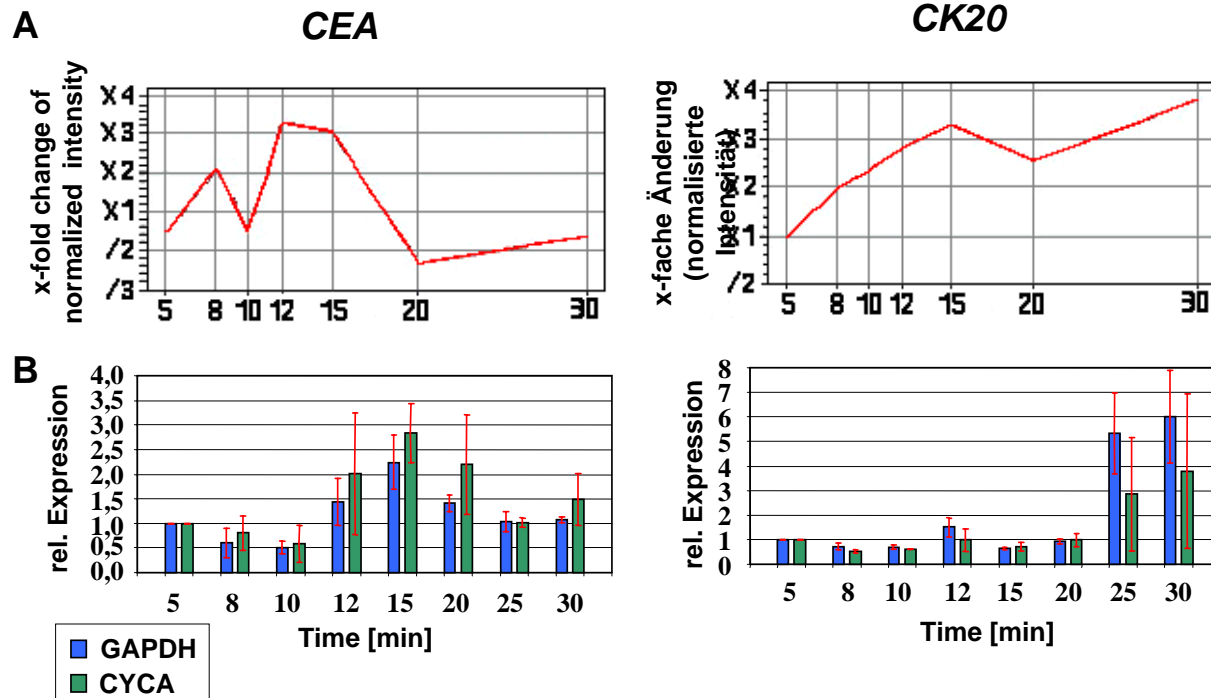 A
CEA
CK20
x-fold change of
normalized intensity
X4
X3
X2
X1
/2
/3
5 8 10 12 15 20 30
x-fache Änderung
(normalisierte
Intensität)
X4
X3
X2
X1
/2
5 8 10 12 15 20 30
B
rel. Expression
4,0
3,5
3,0
2,5
2,0
1,5
1,0
0,5
0,0
5 8 10 12 15 20 25 30
Time [min]
rel. Expression
8
7
6
5
4
3
2
1
0
5 8 10 12 15 20 25 30
Time [min]
GAPDH
CYCA